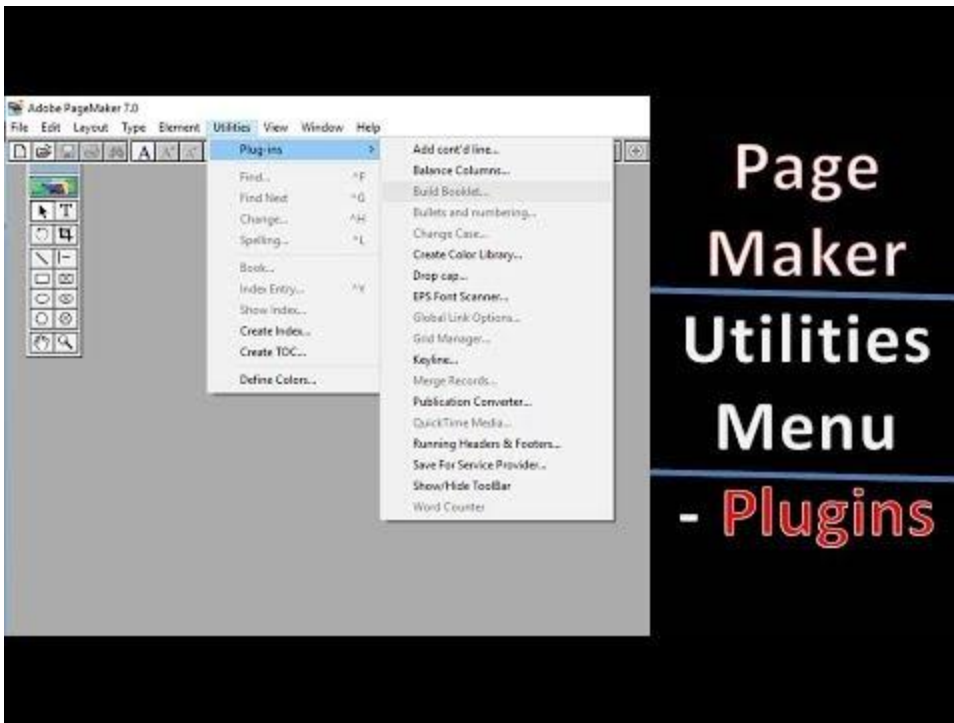 Adobe PageMaker 7.0
File Edit Layout Type Element Utilities View Window Help
Plug-ins
Find... ^F
Find Next ^G
Change... ^H
Spelling... ^L
Book...
Index Entry... ^Y
Show Index...
Create Index...
Create TOC...
Define Colors...
Add cont'd line...
Balance Columns...
Build Booklet...
Bullets and numbering...
Change Case...
Create Color Library...
Drop cap...
EPS Font Scanner...
Global Link Options...
Grid Manager...
Keyline...
Merge Records...
Publication Converter...
QuickTime Media...
Running Headers & Footers...
Save For Service Provider...
Show/Hide ToolBar
Word Counter
Page
Maker
Utilities
Menu
- Plugins